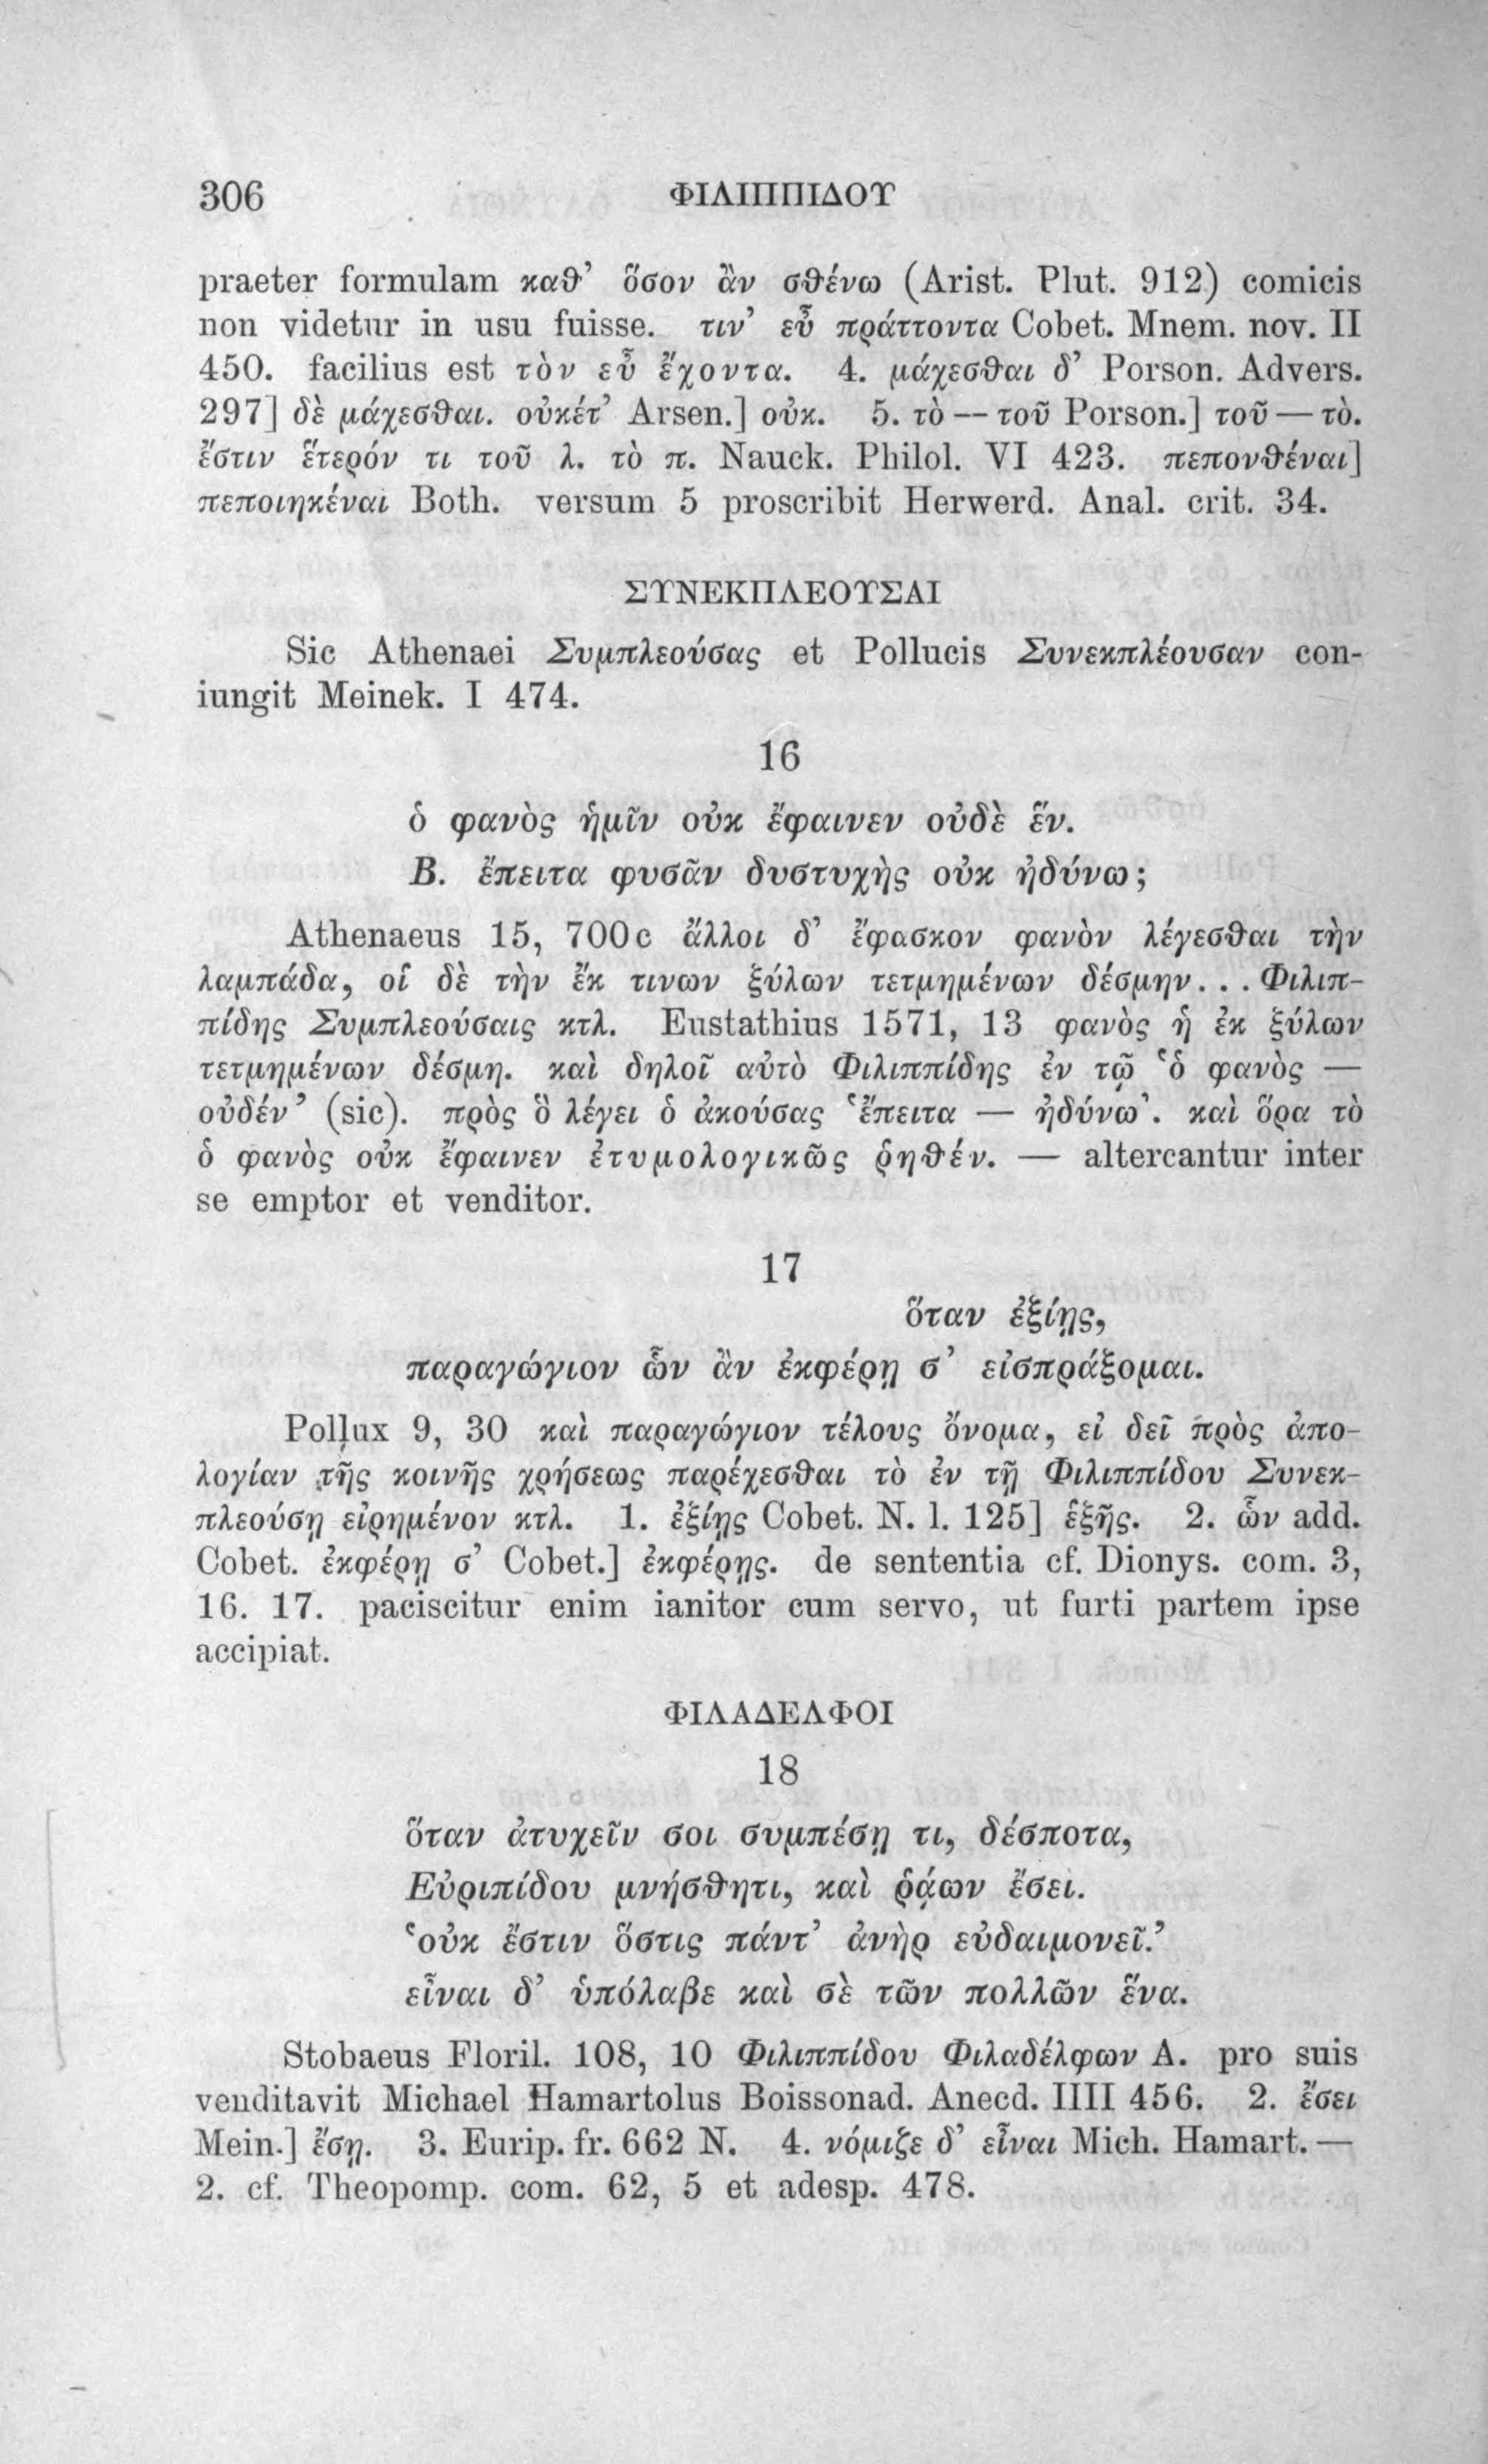 306 ΦΙΛΙΠΠΙΔΟΥ
praeter formulam καθ’ ὅσον ἂν σθένω (Arist. Plut. 912) comicis
non videtur in usu fuisse. τιν’ εὖ πράττοντα Cobet. Mnem. nov. II
450. facilius est τὸν εὖ ἔχοντα. 4. μάχεσθαι δ’ Porson. Advers.
297] δὲ μάχεσθαι. οὐκέτ’ Arsen.] οὐκ. 5. τὸ — τοῦ Porson.] τοῦ — τὸ.
ἔστιν ἕτερόν τι τοῦ λ. τὸ π. Nauck. Philol. VI 423. πεπονθέναι]
πεποιηκέναι Both. versum 5 proscribit Herwerd. Anal. crit. 34.
ΣΥΝΕΚΠΛΕΟΥΣΑΙ
Sic Athenaei Συμπλεούσας et Pollucis Συνεκπλέουσαν con-
iungit Meinek. I 474.
16
ὁ φανὸς ἡμῖν οὐκ ἔφαινεν οὐδὲ ἕν.
Β. ἔπειτα φυσᾶν δυστυχὴς οὐκ ἠδύνω;
Athenaeus 15, 700c ἄλλοι δ’ ἔφασκον φανὸν λέγεσθαι τὴν
λαμπάδα, οἳ δὲ τὴν ἔκ τινων ξύλων τετμημένων δέσμην... Φιλιπ-
πίδης Συμπλεούσαις κτλ. Eustathius 1571, 13 φανὸς ἡ ἐκ ξύλων
τετμημένων δέσμη. καὶ δηλοῖ αὐτὸ Φιλιππίδης ἐν τῷ ‘ὁ φανὸς —
οὐδέν’ (sic). πρὸς ὃ λέγει ὁ ἀκούσας ‘ἔπειτα — ἠδύνω’. καὶ ὅρα τὸ
ὁ φανὸς οὐκ ἔφαινεν ἐτυμολογικῶς ῥηθέν. — altercantur inter
se emptor et venditor.
17
ὅταν ἐξίῃς,
παραγώγιον ὧν ἂν ἐκφέρῃ σ’ εἰσπράξομαι.
Pollux 9, 30 καὶ παραγώγιον τέλους ὄνομα, εἰ δεῖ πρὸς ἀπο-
λογίαν τῆς κοινῆς χρήσεως παρέχεσθαι τὸ ἐν τῇ Φιλιππίδου Συνεκ-
πλεούσῃ εἰρημένον κτλ. 1. ἐξίῃς Cobet. N. l. 125] ἑξῆς. 2. ὧν add.
Cobet. ἐκφέρῃ σ’ Cobet.] ἐκφέρῃς. de sententia cf. Dionys. com. 3,
16. 17. paciscitur enim ianitor cum servo, ut furti partem ipse
accipiat.
ΦΙΛΑΔΕΛΦΟΙ
18
ὅταν ἀτυχεῖν σοι συμπέσῃ τι, δέσποτα,
Εὐριπίδου μνήσθητι, καὶ ῥᾴων ἔσει.
‘οὐκ ἔστιν ὅστις πάντ’ ἀνὴρ εὐδαιμονεῖ.’
εἶναι δ’ ὑπόλαβε καὶ σὲ τῶν πολλῶν ἕνα.
Stobaeus Floril. 108, 10 Φιλιππίδου Φιλαδέλφων A. pro suis
venditavit Michael Hamartolus Boissonad. Anecd. IIII 456. 2. ἔσει
Mein.] ἔσῃ. 3. Eurip. fr. 662 N. 4. νόμιζε δ’ εἶναι Mich. Hamart. —
2. cf. Theopomp. com. 62, 5 et adesp. 478.